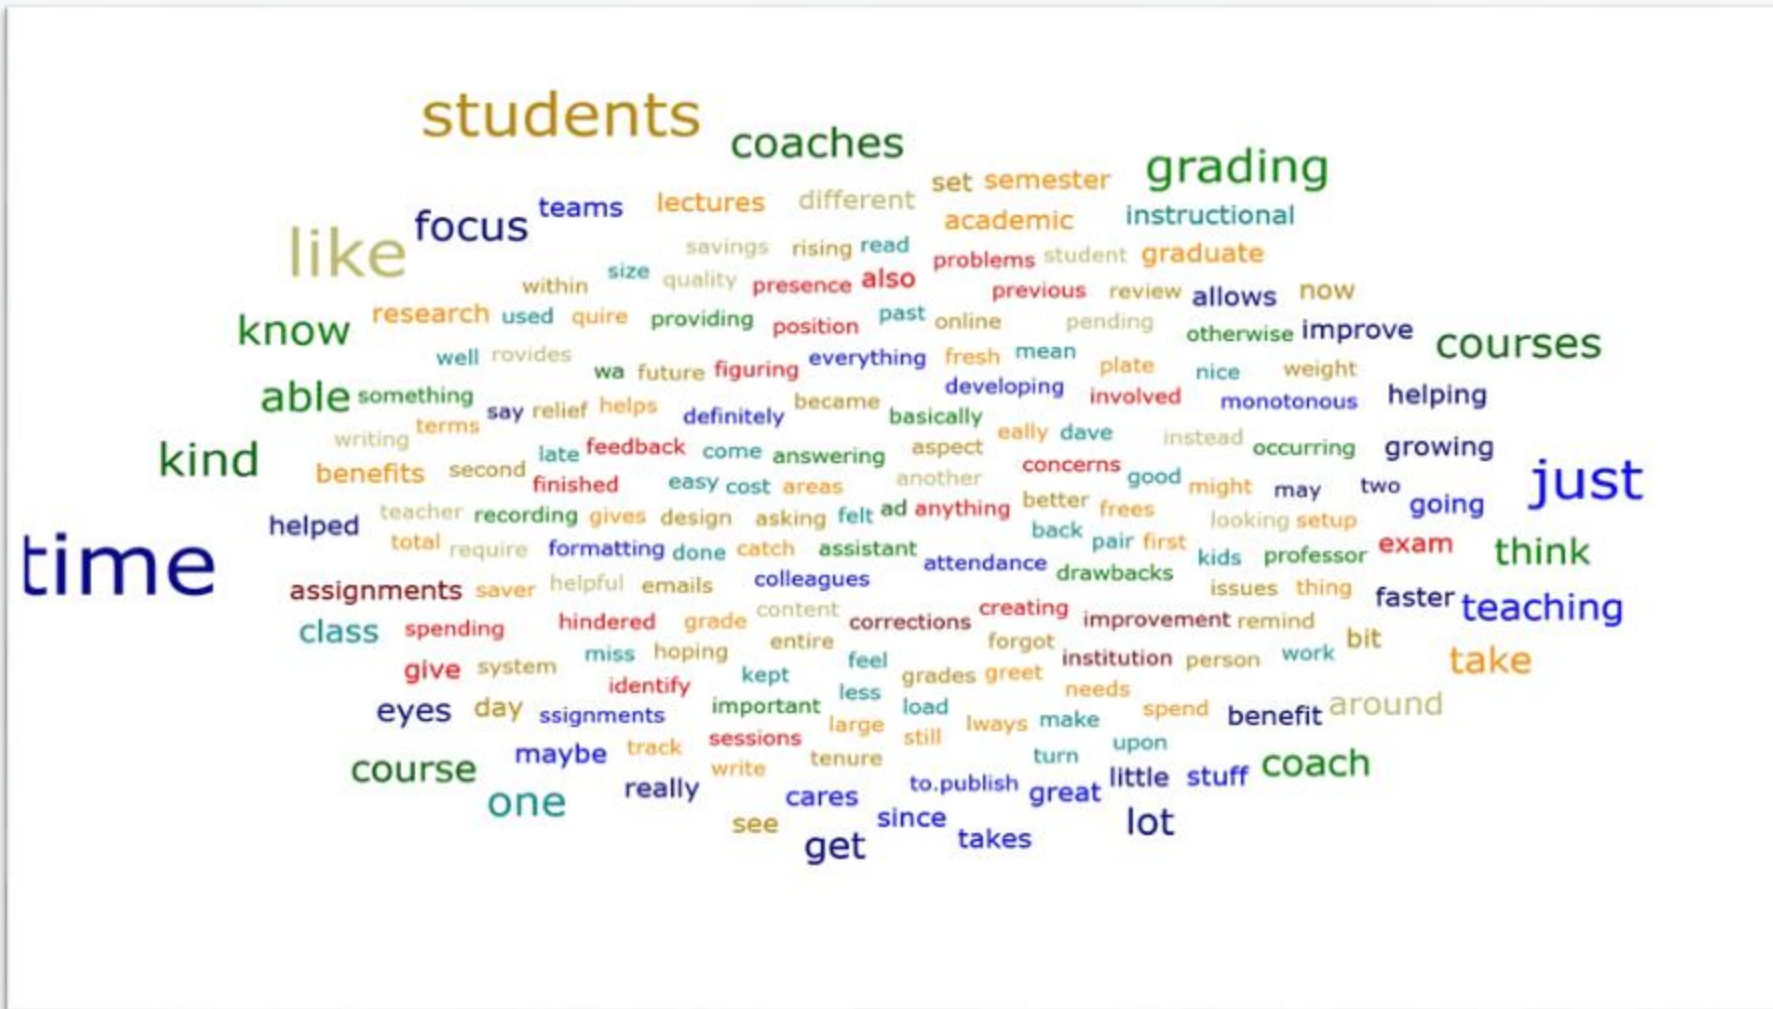 students
coaches
grading
set semester
focus teams lectures different
academic instructional
like
savings rising read
problems student graduate
within size quality presence also
previous review allows now
know research used quire providing position past online pending otherwise improve courses
well rovides wa future figuring everything fresh mean plate nice weight
able something say relief helps definitely became developing involved monotonous helping
basically
writing terms late feedback come answering aspect eally dave instead occurring growing
kind benefits second finished easy cost areas another concerns good might may two going just
helped teacher recording gives design asking felt ad anything better frees looking setup
time total require formatting done catch assistant attendance back pair first kids professor exam think
drawbacks
assignments saver helpful emails colleagues issues thing faster teaching
class spending hindered grade content corrections creating improvement remind
miss hoping entire forgot bit
give system identify kept feel grades greet institution person work take
less needs
eyes day ssignments important large load lways make spend benefit around
course maybe track sessions still turn upon coach
write tenure
one really cares to.publish great little stuff
see since lot
get takes